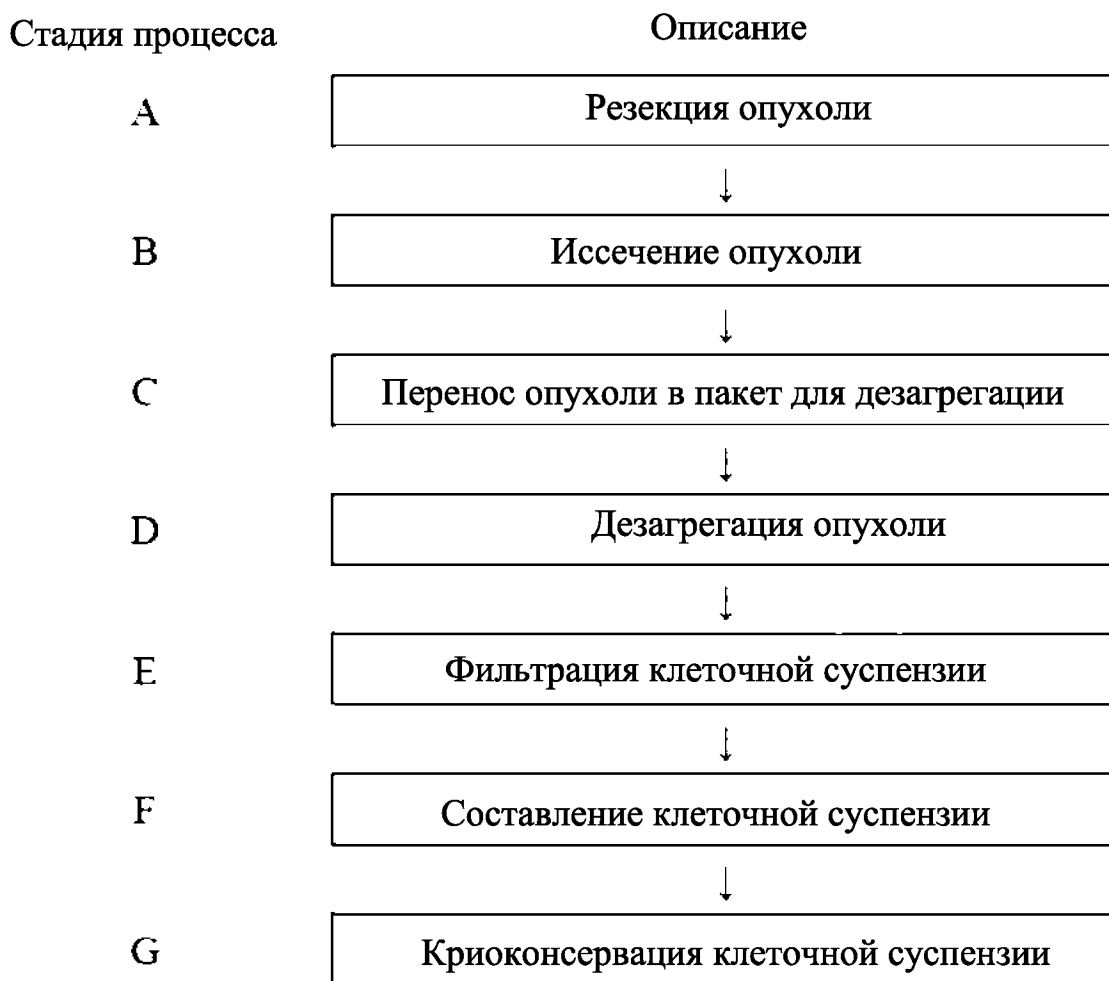 Стадия процесса Описание
A Резекция опухоли
↓
B Иссечение опухоли
↓
C Перенос опухоли в пакет для дезагрегации
↓
D Дезагрегация опухоли
↓
E Фильтрация клеточной суспензии
↓
F Составление клеточной суспензии
↓
G Криоконсервация клеточной суспензии